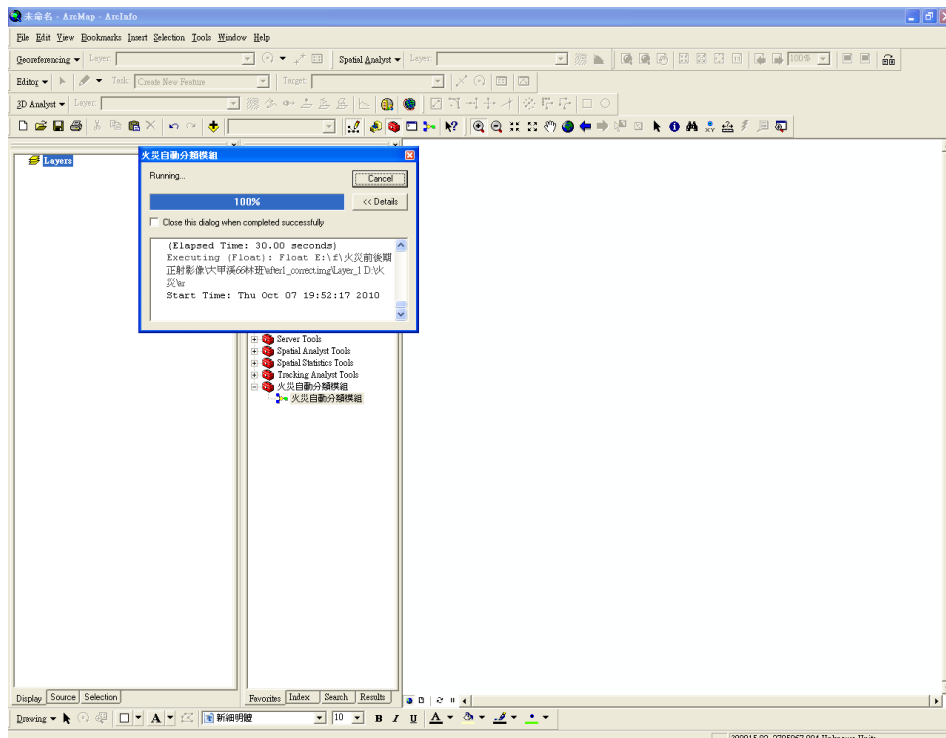 未命名 - ArcMap - ArcInfo
File Edit View Bookmarks Insert Selection Tools Window Help
Georeferencing Layer: Spatial Analyst Layer: 100%
Editor Task: Create New Feature Target:
3D Analyst Layer:
Layers
火災自動分類模組
Running...
Cancel
100%
<< Details
Close this dialog when completed successfully
(Elapsed Time: 30.00 seconds)
Executing (Float): Float E:\f\火災前後期
正射影像\大甲溪66林班\after1_correct.img\Layer_1 D:\火
災\er
Start Time: Thu Oct 07 19:52:17 2010
Server Tools
Spatial Analyst Tools
Spatial Statistics Tools
Tracking Analyst Tools
火災自動分類模組
火災自動分類模組
Display Source Selection
Favorites Index Search Results
Drawing A 新細明體 10 B I U A